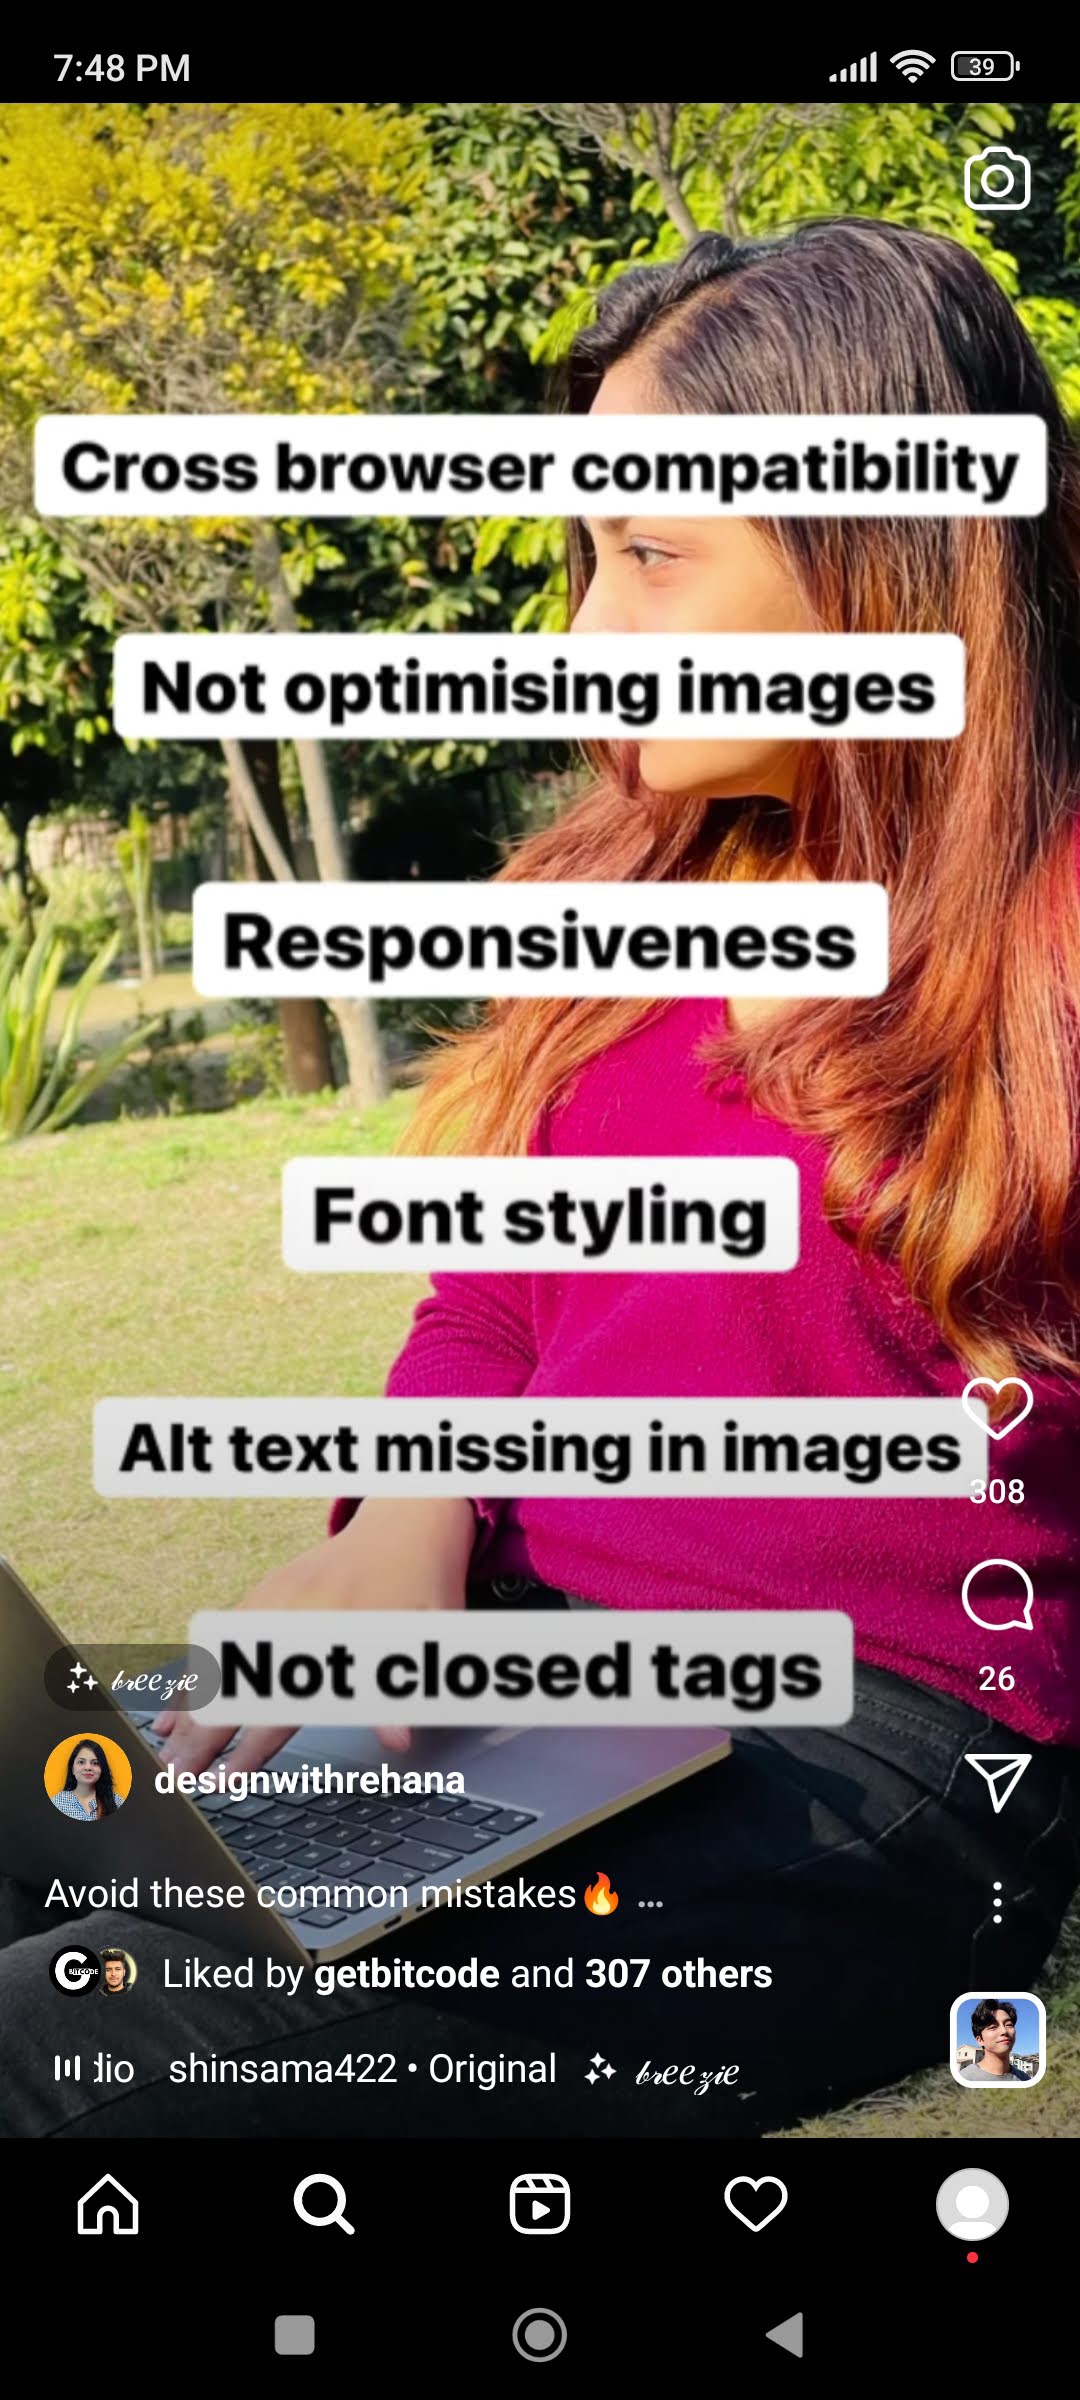 7:48 PM
39
Cross browser compatibility
Not optimising images
Responsiveness
Font styling
Alt text missing in images
308
Not closed tags
breezie
26
designwithrehana
Avoid these common mistakes🔥 ...
G BITCODE
Liked by getbitcode and 307 others
dio shinsama422 • Original breezie